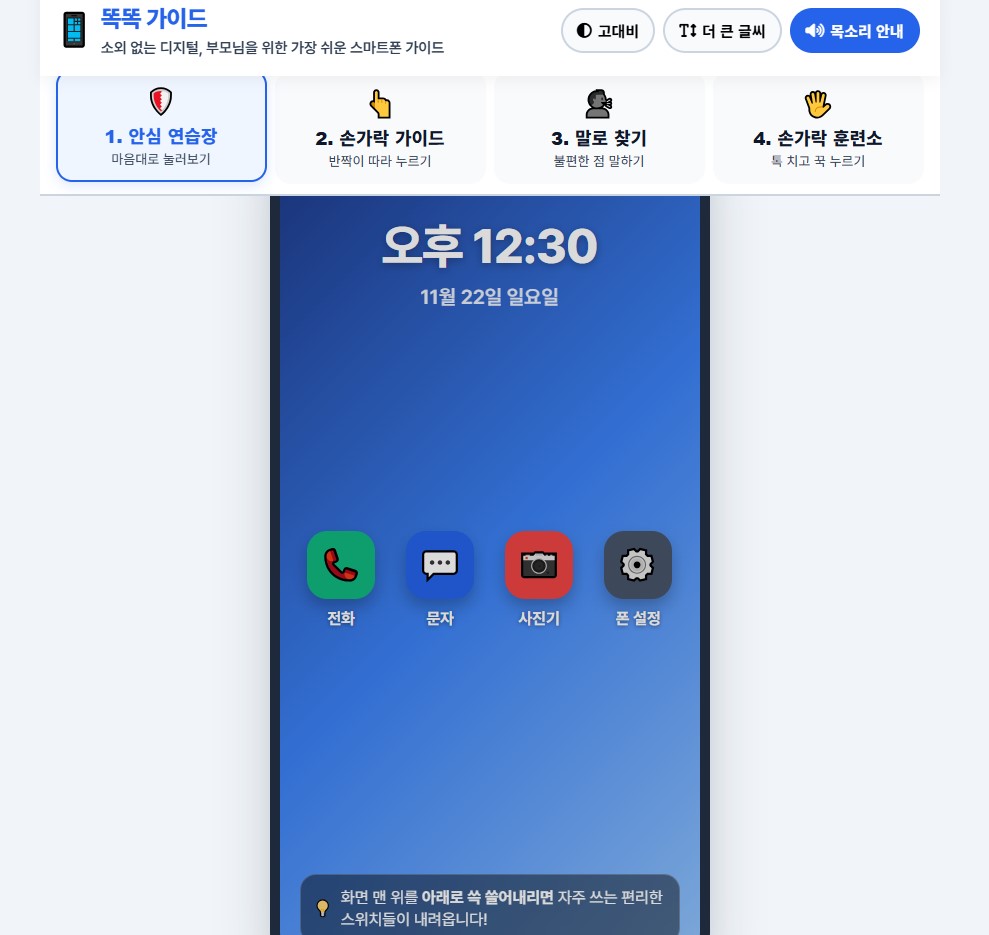 똑똑 가이드
소외 없는 디지털, 부모님을 위한 가장 쉬운 스마트폰 가이드
고대비
더 큰 글씨
목소리 안내
1. 안심 연습장
마음대로 눌러보기
2. 손가락 가이드
반짝이 따라 누르기
3. 말로 찾기
불편한 점 말하기
4. 손가락 훈련소
톡 치고 꾹 누르기
오후 12:30
11월 22일 일요일
전화
문자
사진기
폰 설정
화면 맨 위를 아래로 쓱 쓸어내리면 자주 쓰는 편리한
스위치들이 내려옵니다!